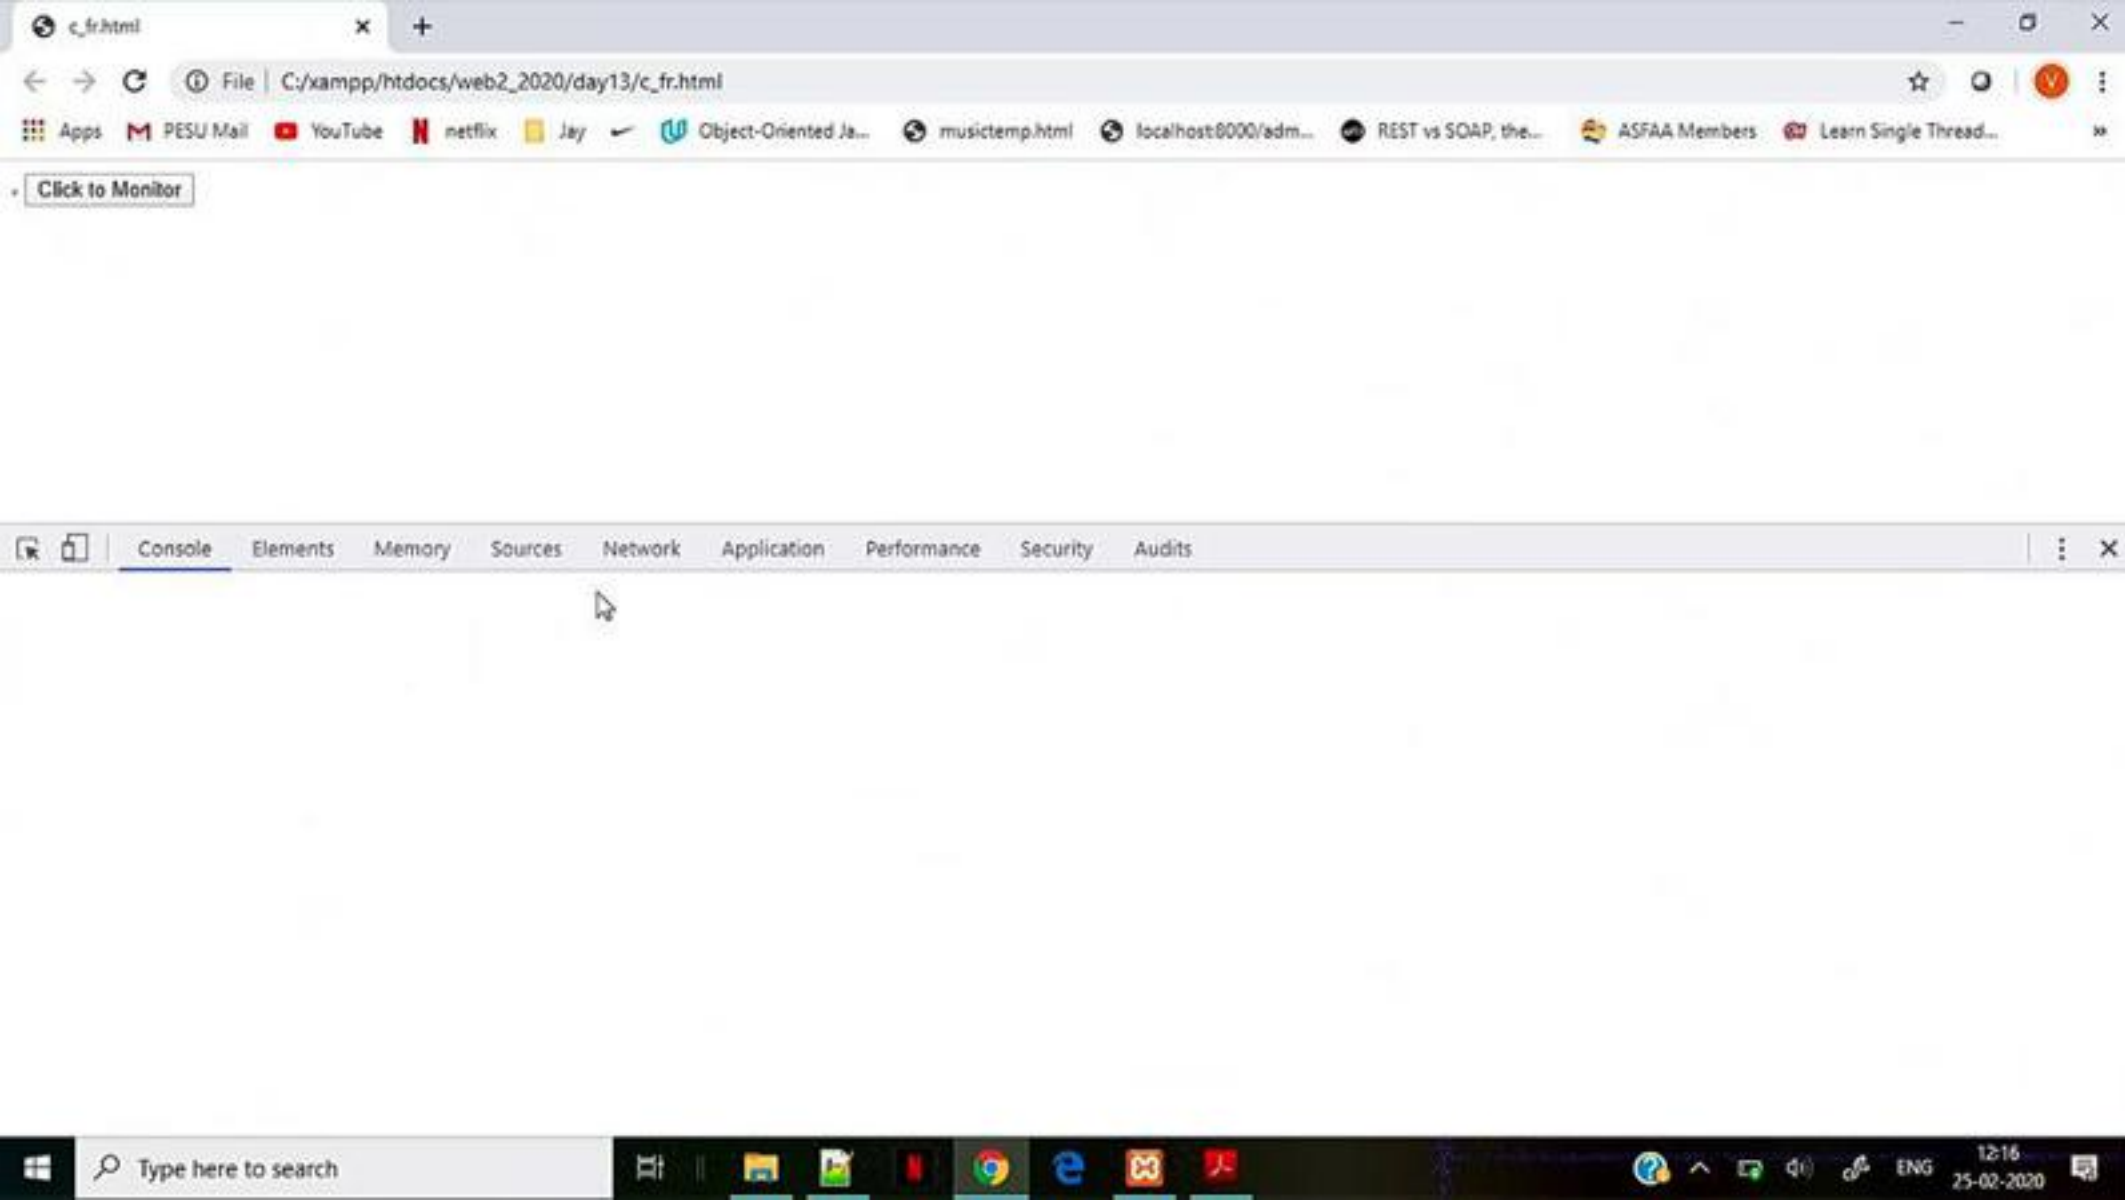 c_fr.html
File | C:/xampp/htdocs/web2_2020/day13/c_fr.html
Apps PESU Mail YouTube netflix Jay Object-Oriented Ja... musictemp.html localhost:8000/adm... REST vs SOAP, the... ASFAA Members Learn Single Thread... »
Click to Monitor
Console Elements Memory Sources Network Application Performance Security Audits
Type here to search
ENG
12:16
25-02-2020